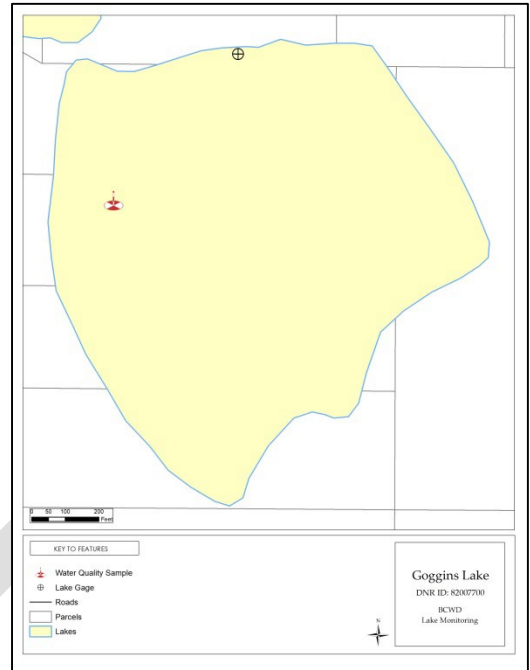 0 50 100 200
Feet
KEY TO FEATURES
Water Quality Sample
Lake Gage
Roads
Parcels
Lakes
N
Goggins Lake
DNR ID: 82007700
BCWD
Lake Monitoring